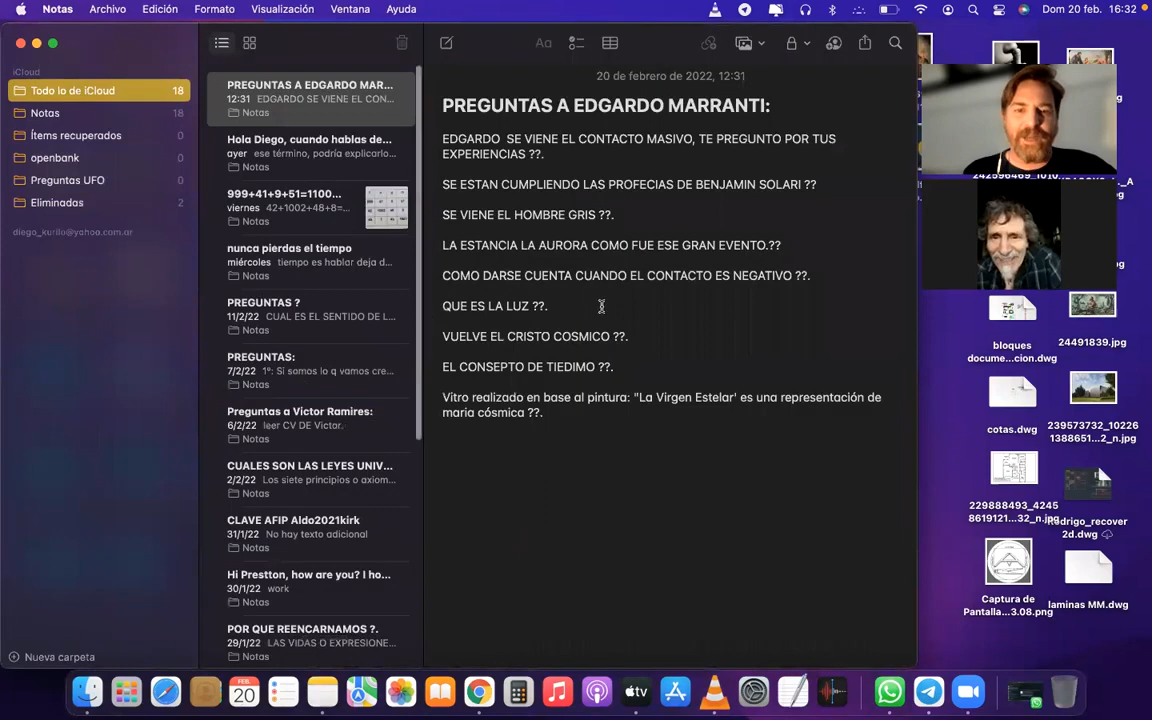 Notas Archivo Edición Formato Visualización Ventana Ayuda
Dom 20 feb. 16:32
iCloud
Todo lo de iCloud 18
Notas 18
Ítems recuperados 0
openbank 0
Preguntas UFO 0
Eliminadas 2
diego_kurilo@yahoo.com.ar
Nueva carpeta
PREGUNTAS A EDGARDO MAR...
12:31 EDGARDO SE VIENE EL CON...
Notas
Hola Diego, cuando hablas de...
ayer ese término, podría explicarlo...
Notas
999+41+9+51=1100...
viernes 42+1002+48+8=...
Notas
nunca pierdas el tiempo
miércoles tiempo es hablar deja d...
Notas
PREGUNTAS ?
11/2/22 CUAL ES EL SENTIDO DE L...
Notas
PREGUNTAS:
7/2/22 1º: Si somos lo q vamos cre...
Notas
Preguntas a Victor Ramires:
6/2/22 leer CV DE Victar.
Notas
CUALES SON LAS LEYES UNIV...
2/2/22 Los siete principios o axiom...
Notas
CLAVE AFIP Aldo2021kirk
31/1/22 No hay texto adicional
Notas
Hi Prestton, how are you? I ho...
30/1/22 work
Notas
POR QUE REENCARNAMOS ?.
29/1/22 LAS VIDAS O EXPRESIONE...
Notas
Aa
20 de febrero de 2022, 12:31
PREGUNTAS A EDGARDO MARRANTI:
EDGARDO SE VIENE EL CONTACTO MASIVO, TE PREGUNTO POR TUS
EXPERIENCIAS ??.
SE ESTAN CUMPLIENDO LAS PROFECIAS DE BENJAMIN SOLARI ??
SE VIENE EL HOMBRE GRIS ??.
LA ESTANCIA LA AURORA COMO FUE ESE GRAN EVENTO.??
COMO DARSE CUENTA CUANDO EL CONTACTO ES NEGATIVO ??.
QUE ES LA LUZ ??.
VUELVE EL CRISTO COSMICO ??.
EL CONSEPTO DE TIEDIMO ??.
Vitro realizado en base al pintura: "La Virgen Estelar' es una representación de
maria cósmica ??.
bloques
docume...cion.dwg
24491839.jpg
cotas.dwg
239573732_10226
1388651...2_n.jpg
229888493_4245
8619121...32_n.jpg
Rodrigo_recover
2d.dwg
Captura de
Pantalla...3.08.png
laminas MM.dwg
FEB.
20
tv